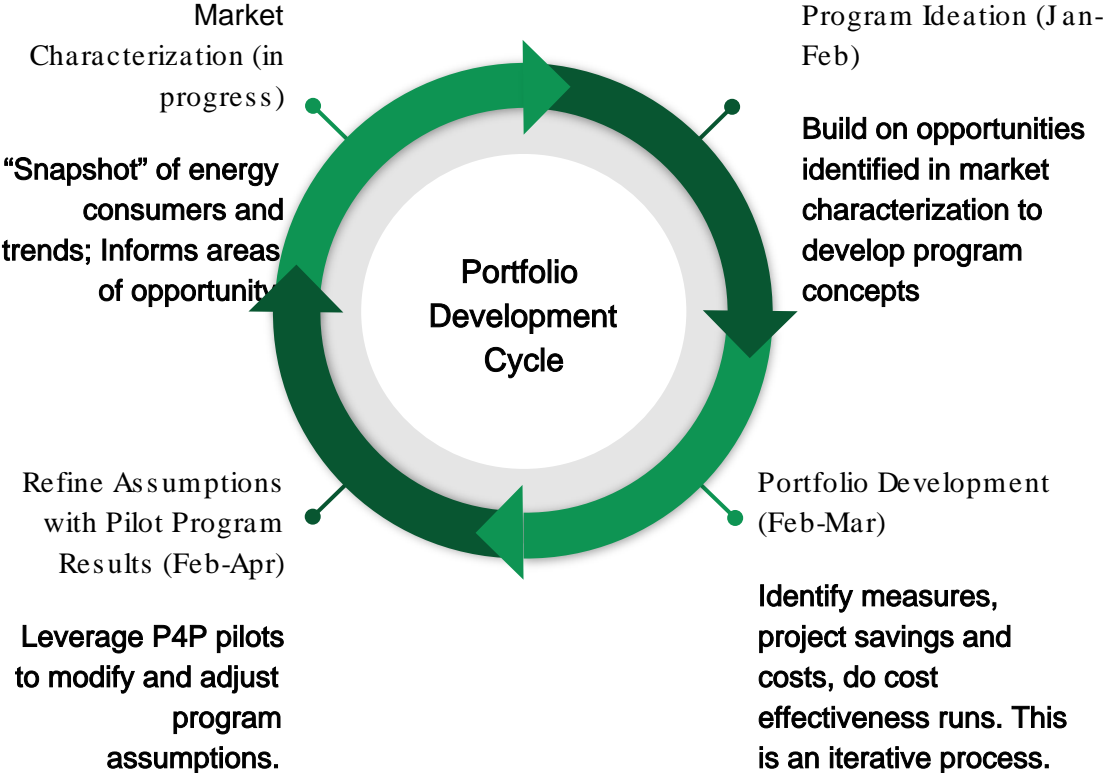 Market
Characterization (in
progress)
“Snapshot” of energy
consumers and
trends; Informs areas
of opportunity
Program Ideation (Jan-
Feb)
Build on opportunities
identified in market
characterization to
develop program
concepts
Portfolio
Development
Cycle
Refine Assumptions
with Pilot Program
Results (Feb-Apr)
Leverage P4P pilots
to modify and adjust
program
assumptions.
Portfolio Development
(Feb-Mar)
Identify measures,
project savings and
costs, do cost
effectiveness runs. This
is an iterative process.